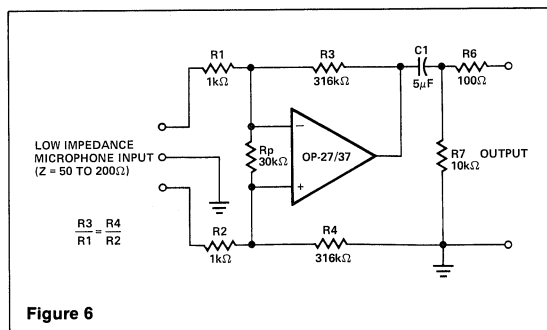 R1
1kΩ
R3
316kΩ
C1
5μF
R6
100Ω
LOW IMPEDANCE
MICROPHONE INPUT
(Z = 50 TO 200Ω)
Rp
30kΩ
−
+
OP-27/37
R7
10kΩ
OUTPUT
R3/R1 = R4/R2
R2
1kΩ
R4
316kΩ
Figure 6